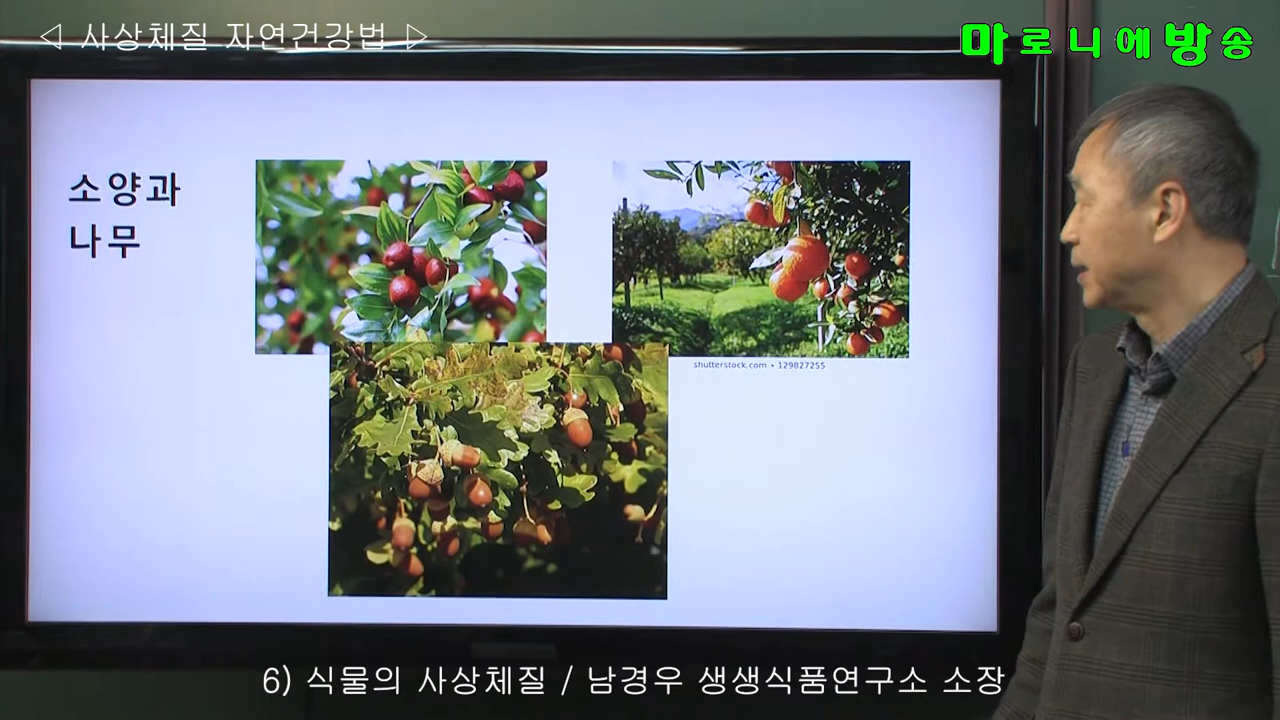 ◁ 사상체질 자연건강법 ▷
마로니에방송
소양과
나무
shutterstock.com • 129827255
6) 식물의 사상체질 / 남경우 생생식품연구소 소장